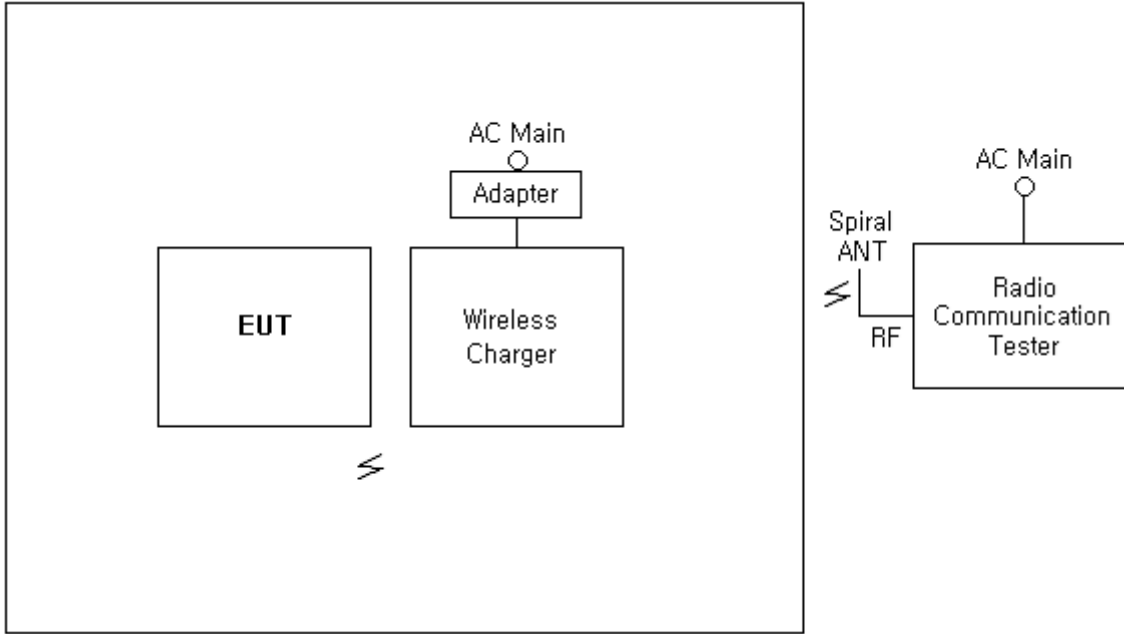 AC Main
Adapter
EUT
Wireless
Charger
AC Main
Spiral
ANT
RF
Radio
Communication
Tester